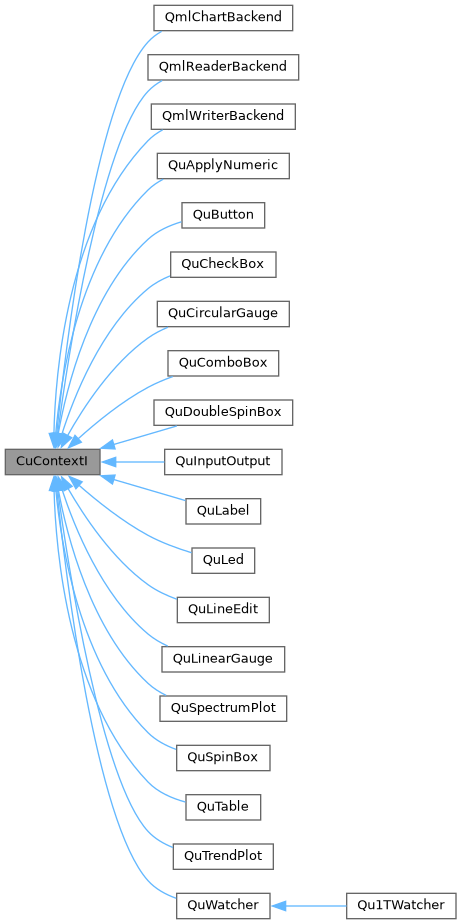 QmlChartBackend
QmlReaderBackend
QmlWriterBackend
QuApplyNumeric
QuButton
QuCheckBox
QuCircularGauge
QuComboBox
QuDoubleSpinBox
CuContextI
QuInputOutput
QuLabel
QuLed
QuLineEdit
QuLinearGauge
QuSpectrumPlot
QuSpinBox
QuTable
QuTrendPlot
QuWatcher
Qu1TWatcher